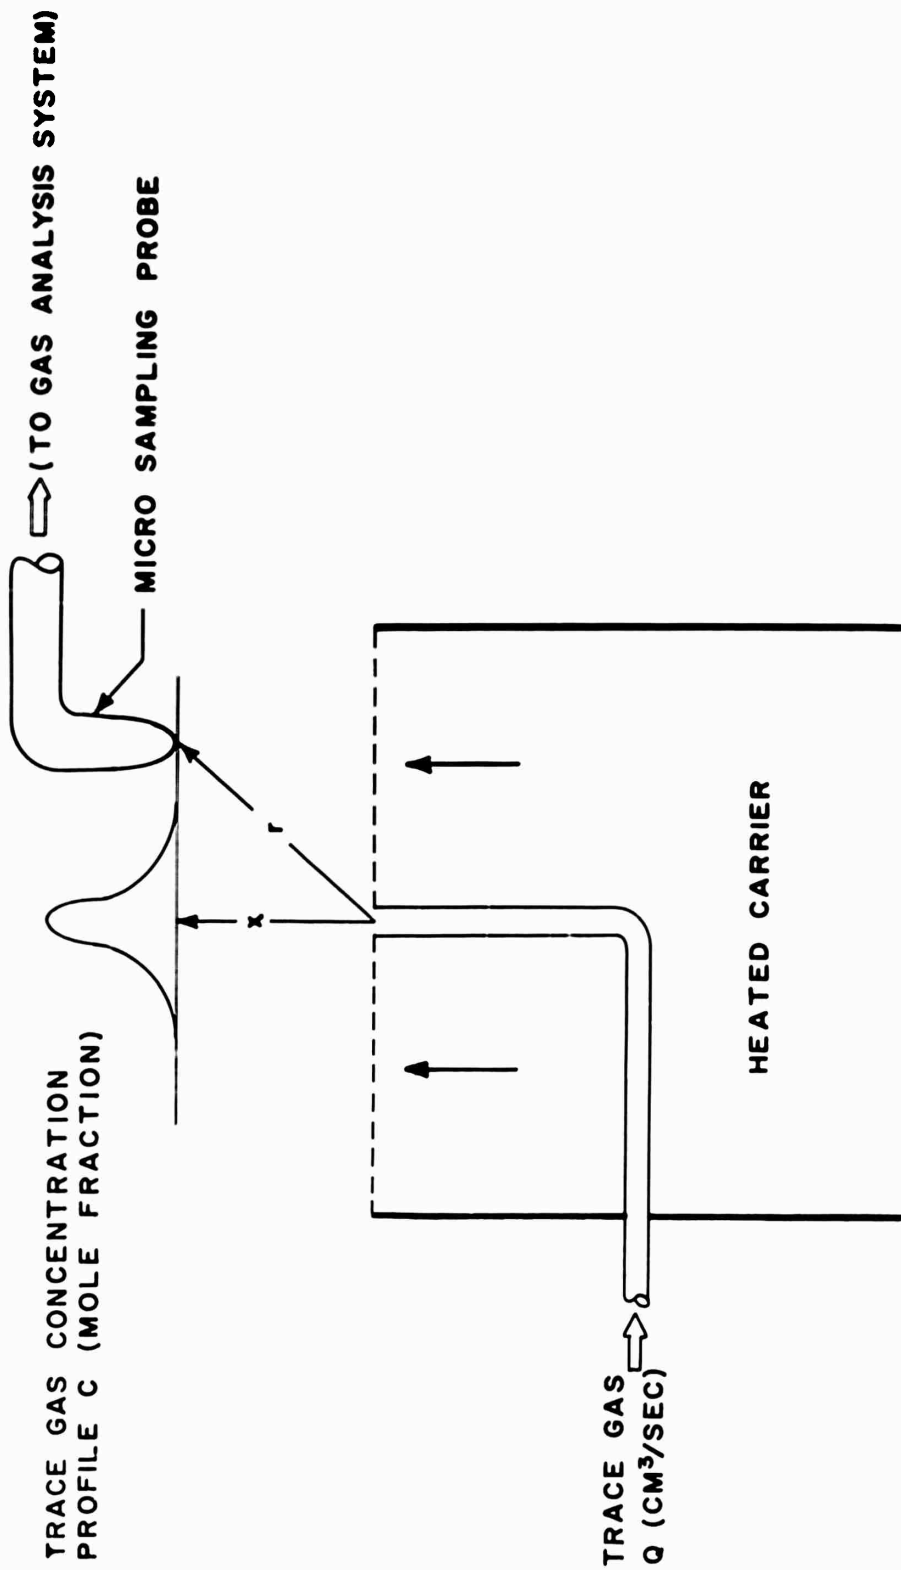 TRACE GAS CONCENTRATION
PROFILE C (MOLE FRACTION)
(TO GAS ANALYSIS SYSTEM)
MICRO SAMPLING PROBE
x
r
TRACE GAS
Q (CM³/SEC)
HEATED CARRIER